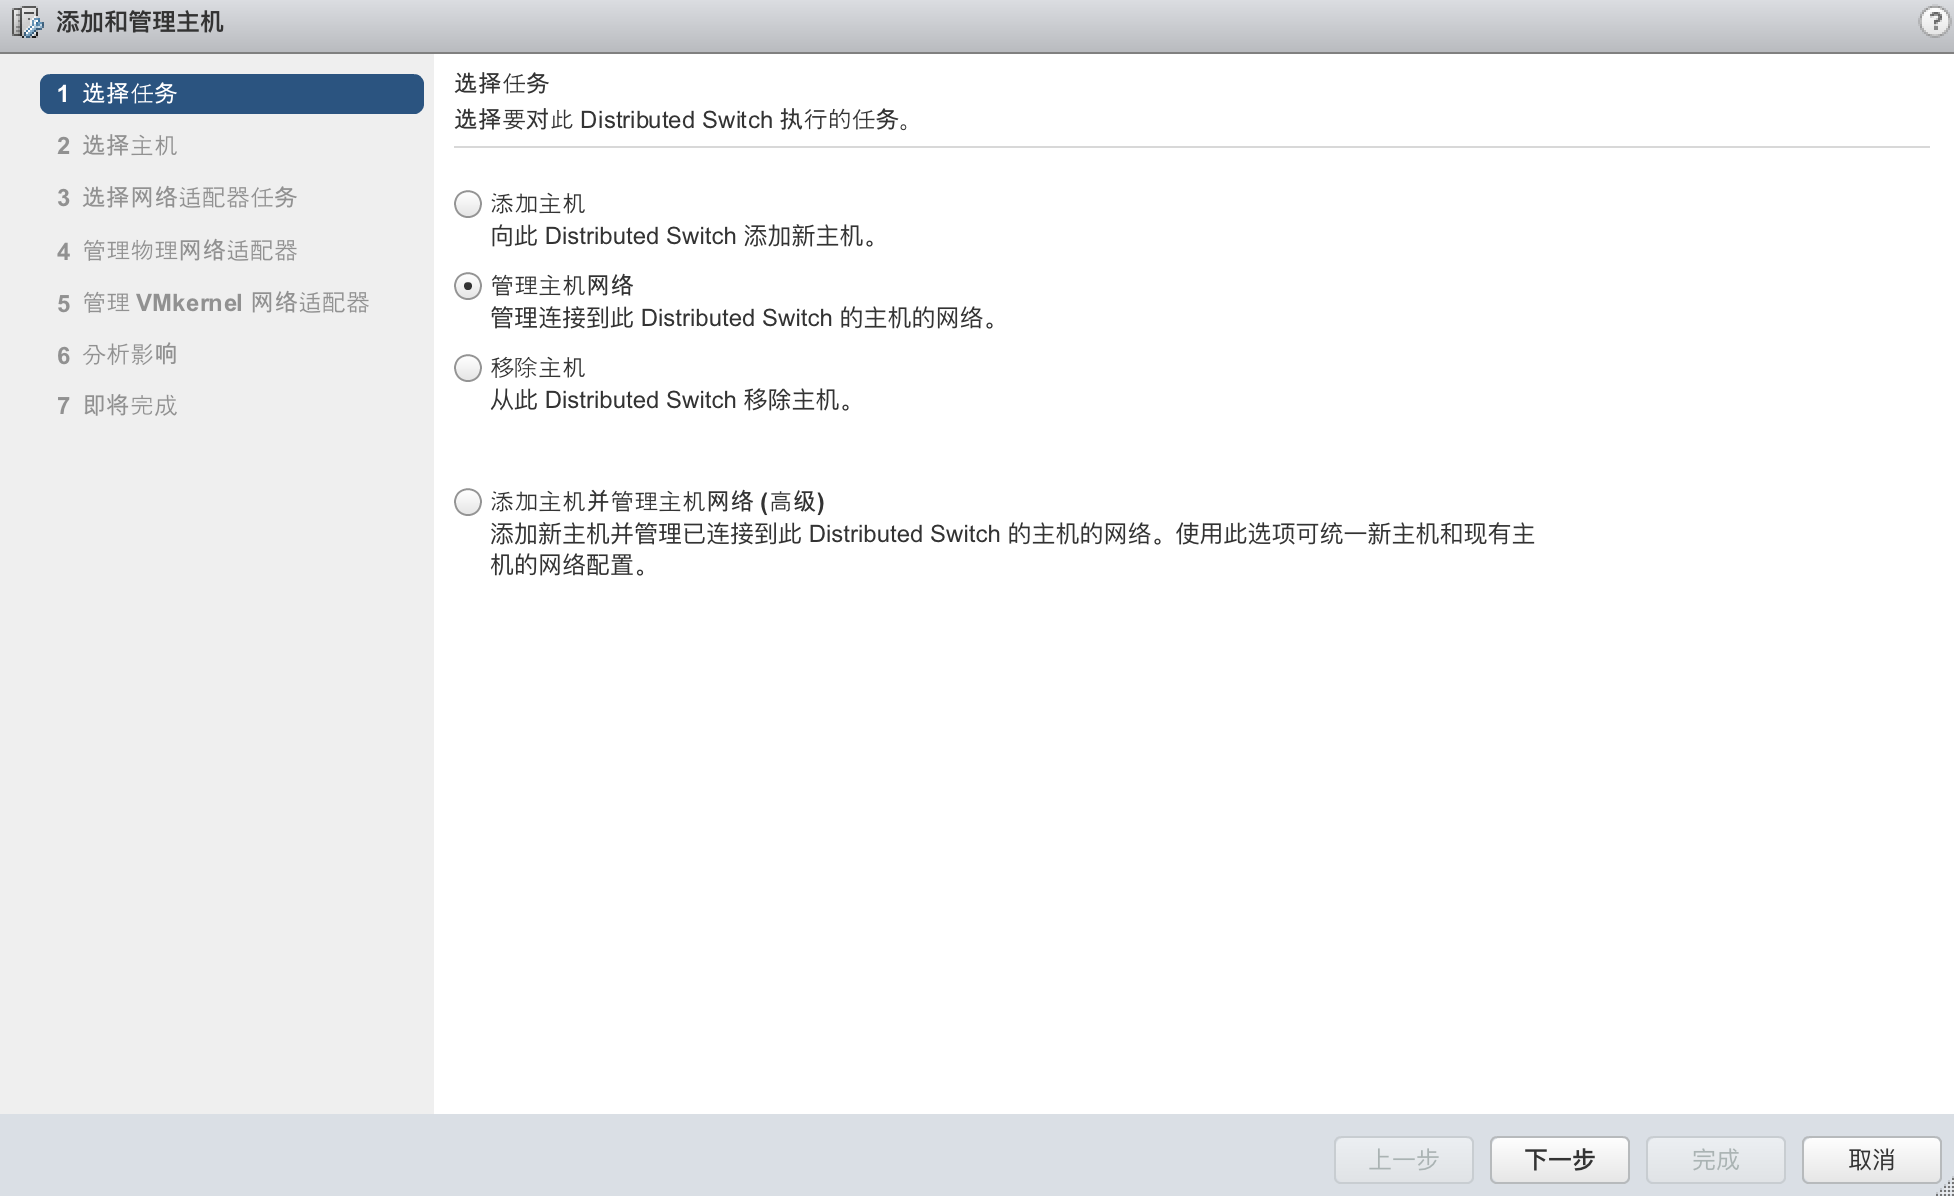 添加和管理主机
?
1 选择任务
2 选择主机
3 选择网络适配器任务
4 管理物理网络适配器
5 管理 VMkernel 网络适配器
6 分析影响
7 即将完成
选择任务
选择要对此 Distributed Switch 执行的任务。
添加主机
向此 Distributed Switch 添加新主机。
管理主机网络
管理连接到此 Distributed Switch 的主机的网络。
移除主机
从此 Distributed Switch 移除主机。
添加主机并管理主机网络 (高级)
添加新主机并管理已连接到此 Distributed Switch 的主机的网络。使用此选项可统一新主机和现有主
机的网络配置。
上一步
下一步
完成
取消